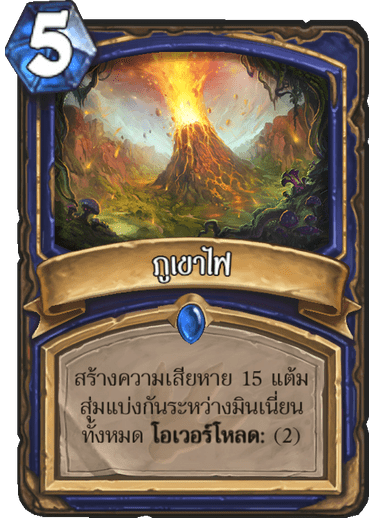 5
ภูเขาไฟ
สร้างความเสียหาย 15 แต้ม
สุ่มแบ่งกันระหว่างมินเนี่ยน
ทั้งหมด โอเวอร์โหลด: (2)